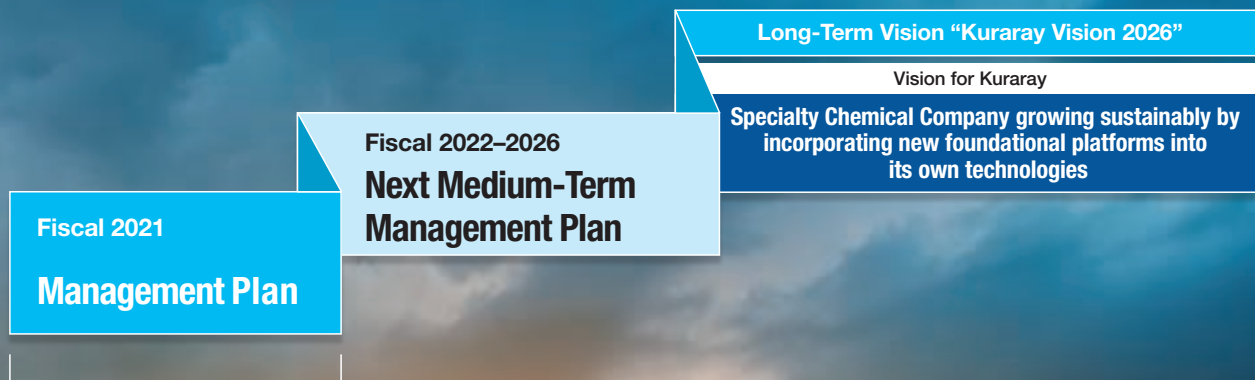 Long-Term Vision “Kuraray Vision 2026”
Vision for Kuraray
Specialty Chemical Company growing sustainably by
incorporating new foundational platforms into
its own technologies
Fiscal 2022–2026
Next Medium-Term
Management Plan
Fiscal 2021
Management Plan